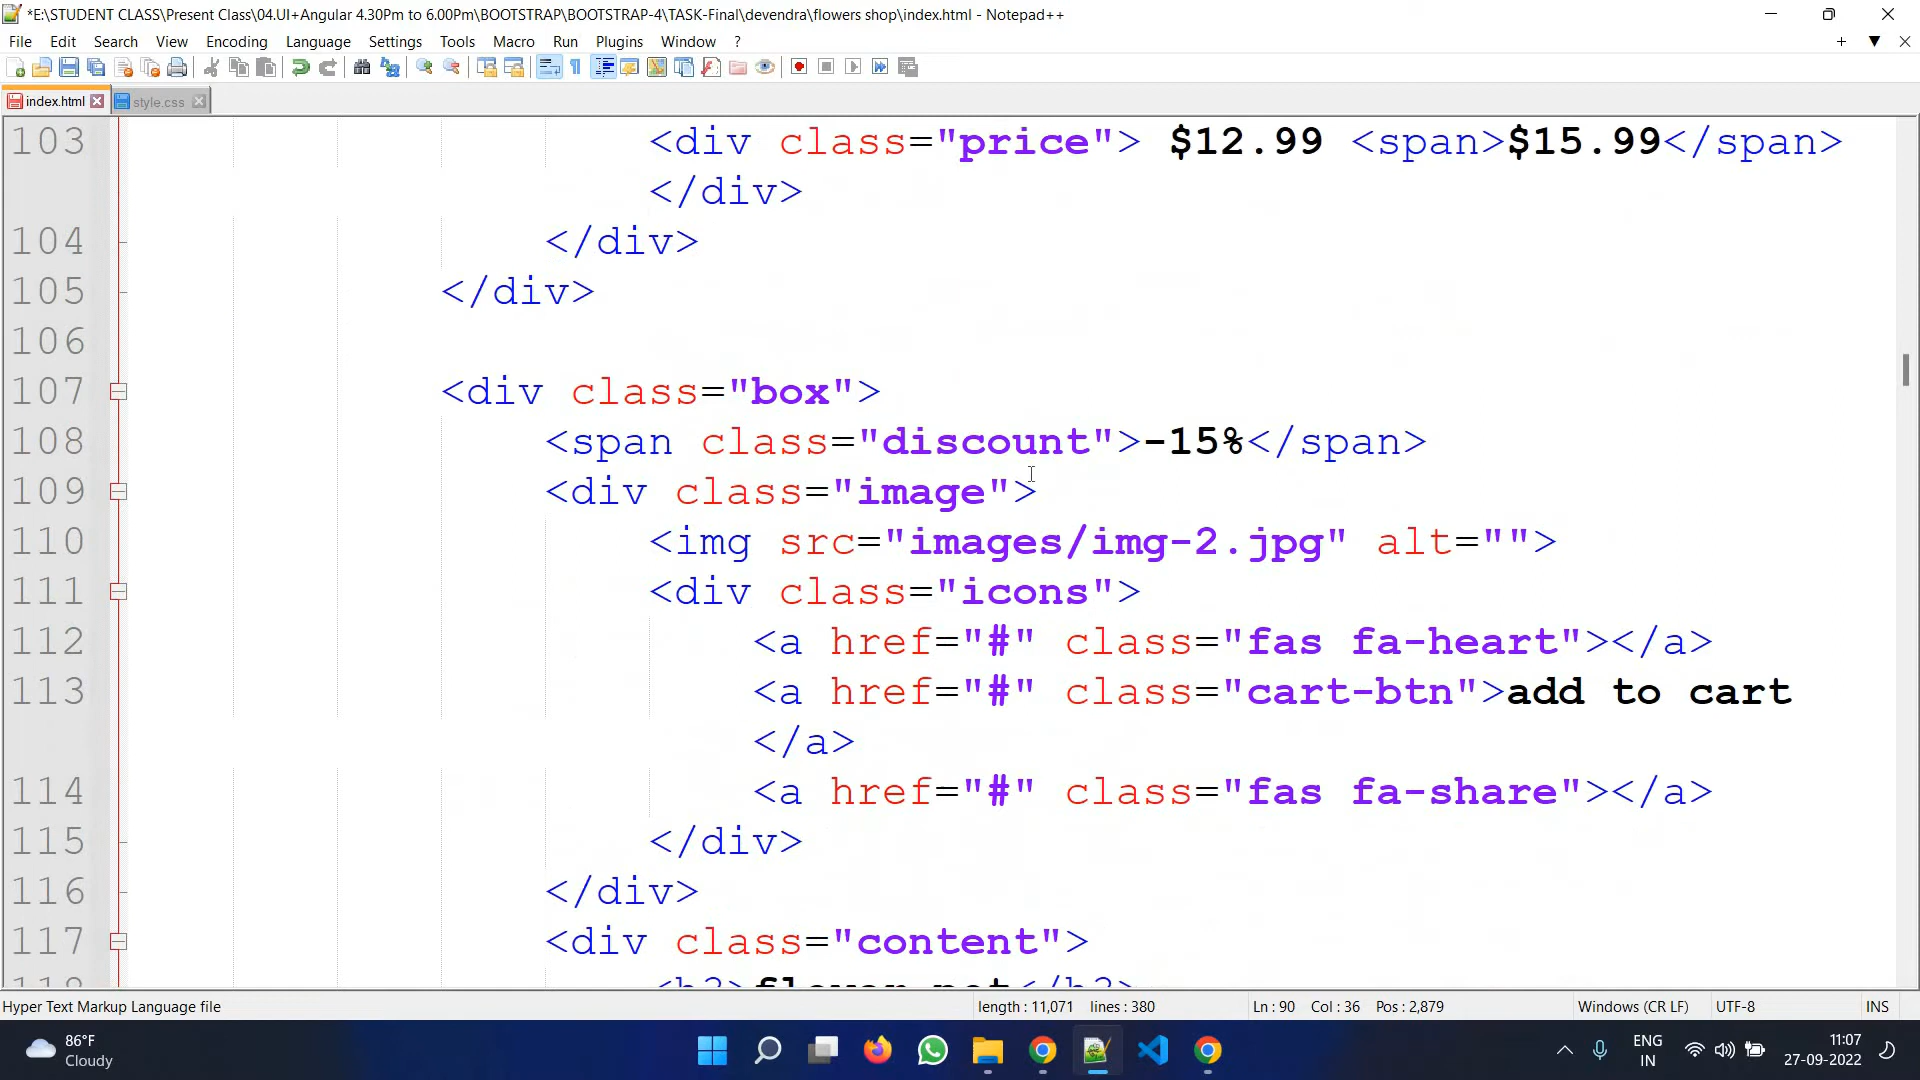 *E:\STUDENT CLASS\Present Class\04.UI+Angular 4.30Pm to 6.00Pm\BOOTSTRAP\BOOTSTRAP-4\TASK-Final\devendra\flowers shop\index.html - Notepad++
File Edit Search View Encoding Language Settings Tools Macro Run Plugins Window ?
index.html style.css
103 <div class="price"> $12.99 <span>$15.99</span>
</div>
104 </div>
105 </div>
106
107 <div class="box">
108 <span class="discount">-15%</span>
109 <div class="image">
110 <img src="images/img-2.jpg" alt="">
111 <div class="icons">
112 <a href="#" class="fas fa-heart"></a>
113 <a href="#" class="cart-btn">add to cart
</a>
114 <a href="#" class="fas fa-share"></a>
115 </div>
116 </div>
117 <div class="content">
118 <h3>flower pot</h3>
Hyper Text Markup Language file length : 11,071 lines : 380 Ln : 90 Col : 36 Pos : 2,879 Windows (CR LF) UTF-8 INS
86°F
Cloudy
ENG
IN
11:07
27-09-2022